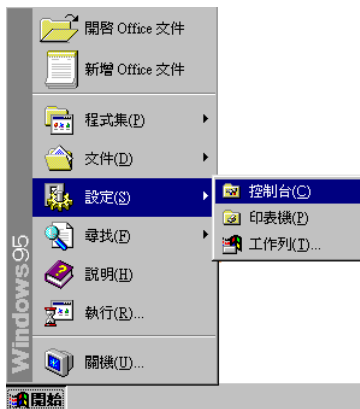 開啓 Office 文件
新增 Office 文件
程式集(P)
文件(D)
設定(S)
控制台(C)
印表機(P)
工作列(T)...
尋找(F)
說明(H)
執行(R)...
關機(U)...
Windows95
開始